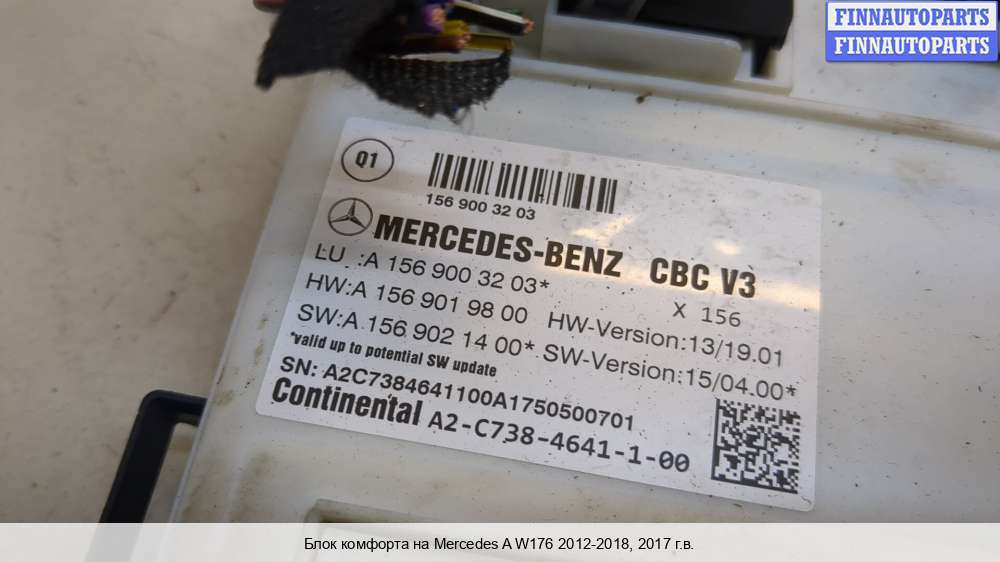 FINNAUTOPARTS
FINNAUTOPARTS
Q1
156 900 32 03
MERCEDES-BENZ CBC V3
LU :A 156 900 32 03* X 156
HW:A 156 901 98 00 HW-Version:13/19.01
SW:A 156 902 14 00* SW-Version:15/04.00*
*valid up to potential SW update
SN: A2C7384641100A1750500701
Continental A2-C738-4641-1-00
Блок комфорта на Mercedes A W176 2012-2018, 2017 г.в.